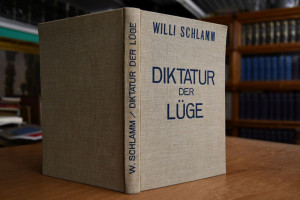 WILLI SCHLAMM
DIKTATUR
DER
LÜGE
W. SCHLAMM / DIKTATUR DER LÜGE